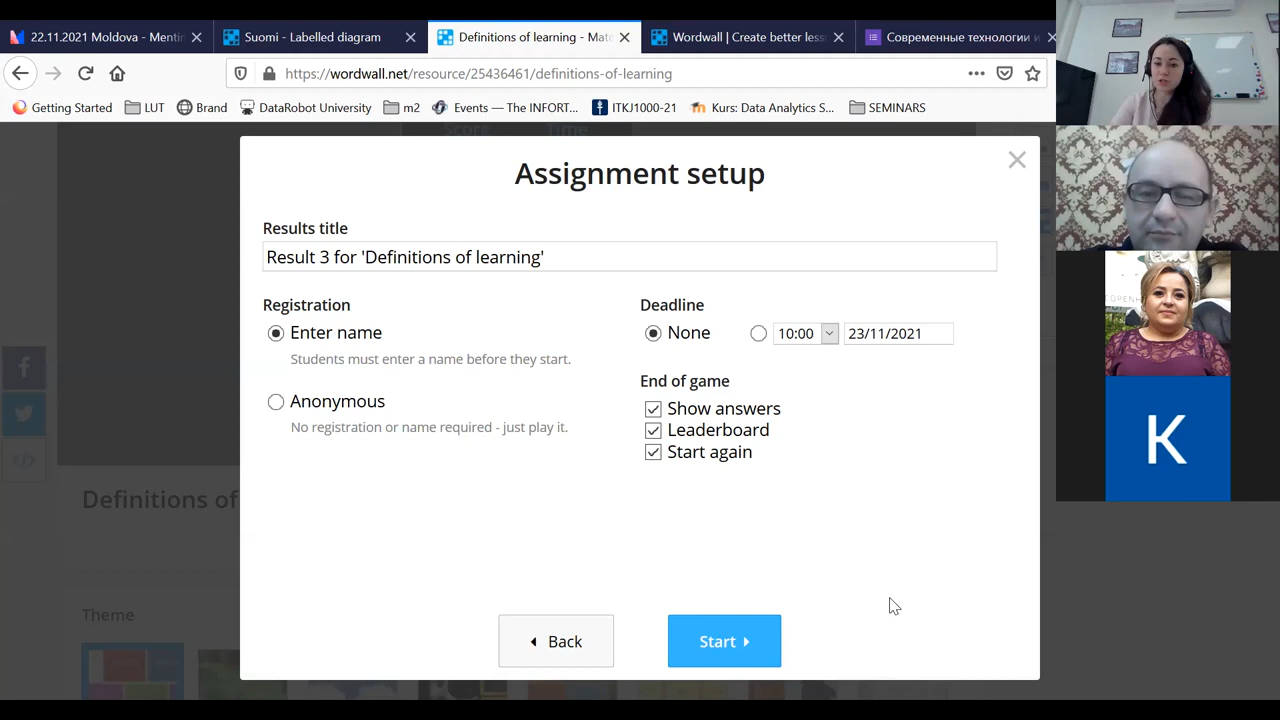 22.11.2021 Moldova - Menti
Suomi - Labelled diagram
Definitions of learning - Mat
Wordwall | Create better less
Современные технологии и
https://wordwall.net/resource/25436461/definitions-of-learning
Getting Started
LUT
Brand
DataRobot University
m2
Events — The INFORT...
ITKJ1000-21
Kurs: Data Analytics S...
SEMINARS
Score
Time
Assignment setup
Results title
Result 3 for 'Definitions of learning'
Registration
Enter name
Students must enter a name before they start.
Anonymous
No registration or name required - just play it.
Deadline
None
10:00
23/11/2021
End of game
Show answers
Leaderboard
Start again
Back
Start
Definitions of
Theme
COPENH
K